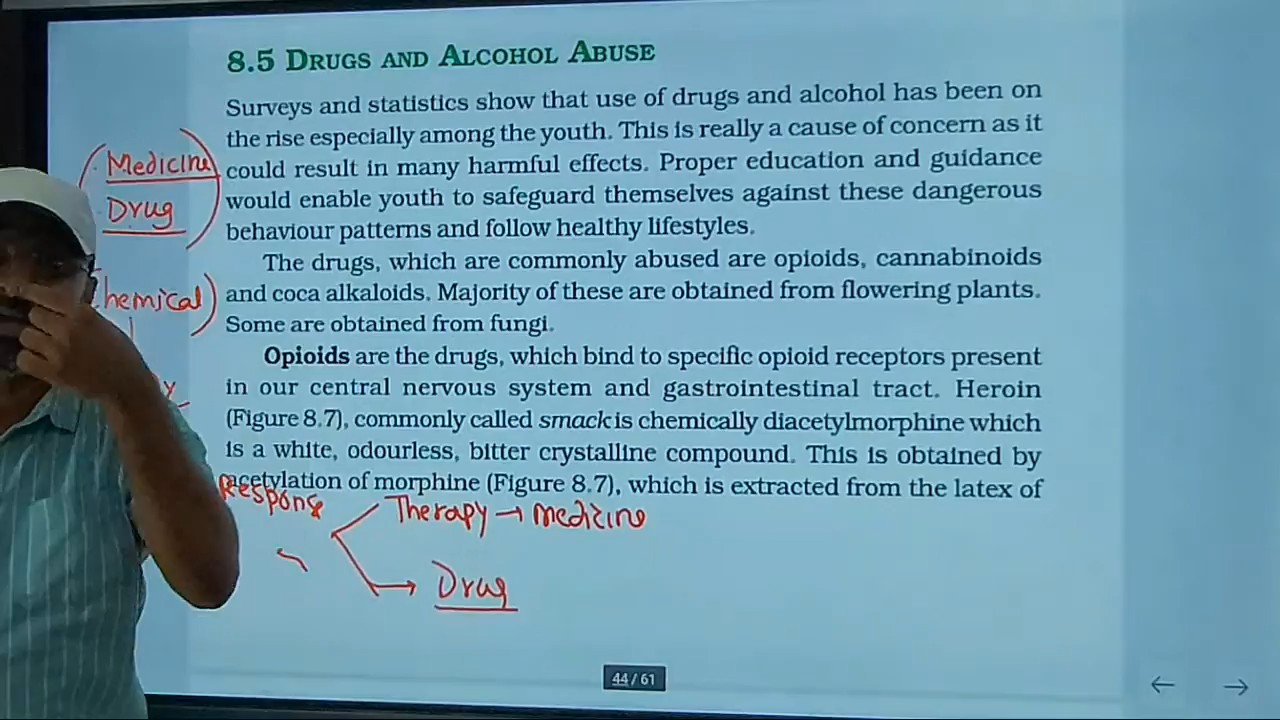 8.5 DRUGS AND ALCOHOL ABUSE
Surveys and statistics show that use of drugs and alcohol has been on
the rise especially among the youth. This is really a cause of concern as it
could result in many harmful effects. Proper education and guidance
would enable youth to safeguard themselves against these dangerous
behaviour patterns and follow healthy lifestyles.
The drugs, which are commonly abused are opioids, cannabinoids
and coca alkaloids. Majority of these are obtained from flowering plants.
Some are obtained from fungi.
Opioids are the drugs, which bind to specific opioid receptors present
in our central nervous system and gastrointestinal tract. Heroin
(Figure 8.7), commonly called smack is chemically diacetylmorphine which
is a white, odourless, bitter crystalline compound. This is obtained by
acetylation of morphine (Figure 8.7), which is extracted from the latex of
Medicine
Drug
hemical
y
Response
Therapy → medicine
→ Drug
44 / 61
← →